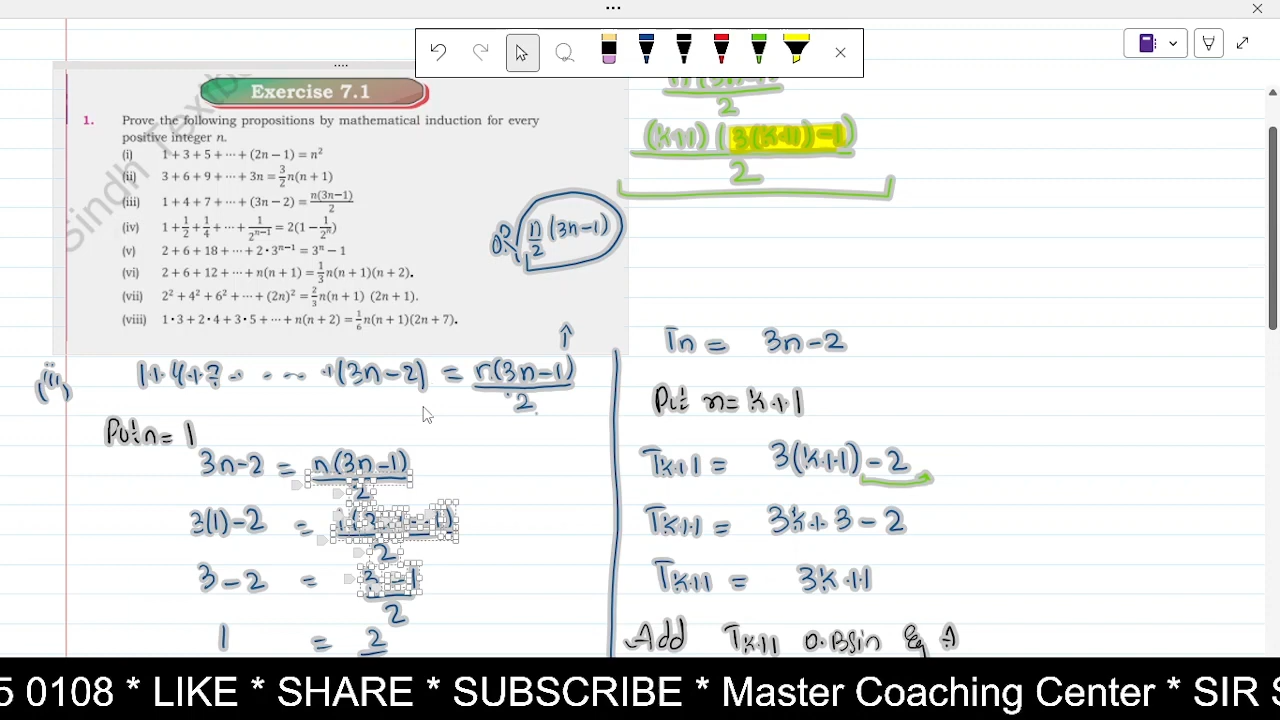 Exercise 7.1
1. Prove the following propositions by mathematical induction for every
positive integer n.
(i) 1 + 3 + 5 + ⋯ + (2n − 1) = n²
(ii) 3 + 6 + 9 + ⋯ + 3n = 3/2 n(n + 1)
(iii) 1 + 4 + 7 + ⋯ + (3n − 2) = n(3n−1)/2
(iv) 1 + 1/2 + 1/4 + ⋯ + 1/2ⁿ⁻¹ = 2(1 − 1/2ⁿ)
(v) 2 + 6 + 18 + ⋯ + 2 • 3ⁿ⁻¹ = 3ⁿ − 1
(vi) 2 + 6 + 12 + ⋯ + n(n + 1) = 1/3 n(n + 1)(n + 2).
(vii) 2² + 4² + 6² + ⋯ + (2n)² = 2/3 n(n + 1) (2n + 1).
(viii) 1 • 3 + 2 • 4 + 3 • 5 + ⋯ + n(n + 2) = 1/6 n(n + 1)(2n + 7).
n/2 (3n−1)
1+4+7 + ⋯ +(3n−2) = n(3n−1)/2
Put n = 1
3n−2 = n(3n−1)/2
3(1)−2 =
3−2 = 3−1/2
1 = 2
(k+1) ( 3(k+1) −1)/2
Tn = 3n−2
Put n = k+1
Tk+1 = 3(k+1) −2
Tk+1 = 3k+3−2
Tk+1 = 3k+1
Add Tk+1 o.B.sin Eq
Sindh Textb
5 0108 * LIKE * SHARE * SUBSCRIBE * Master Coaching Center * SIR S